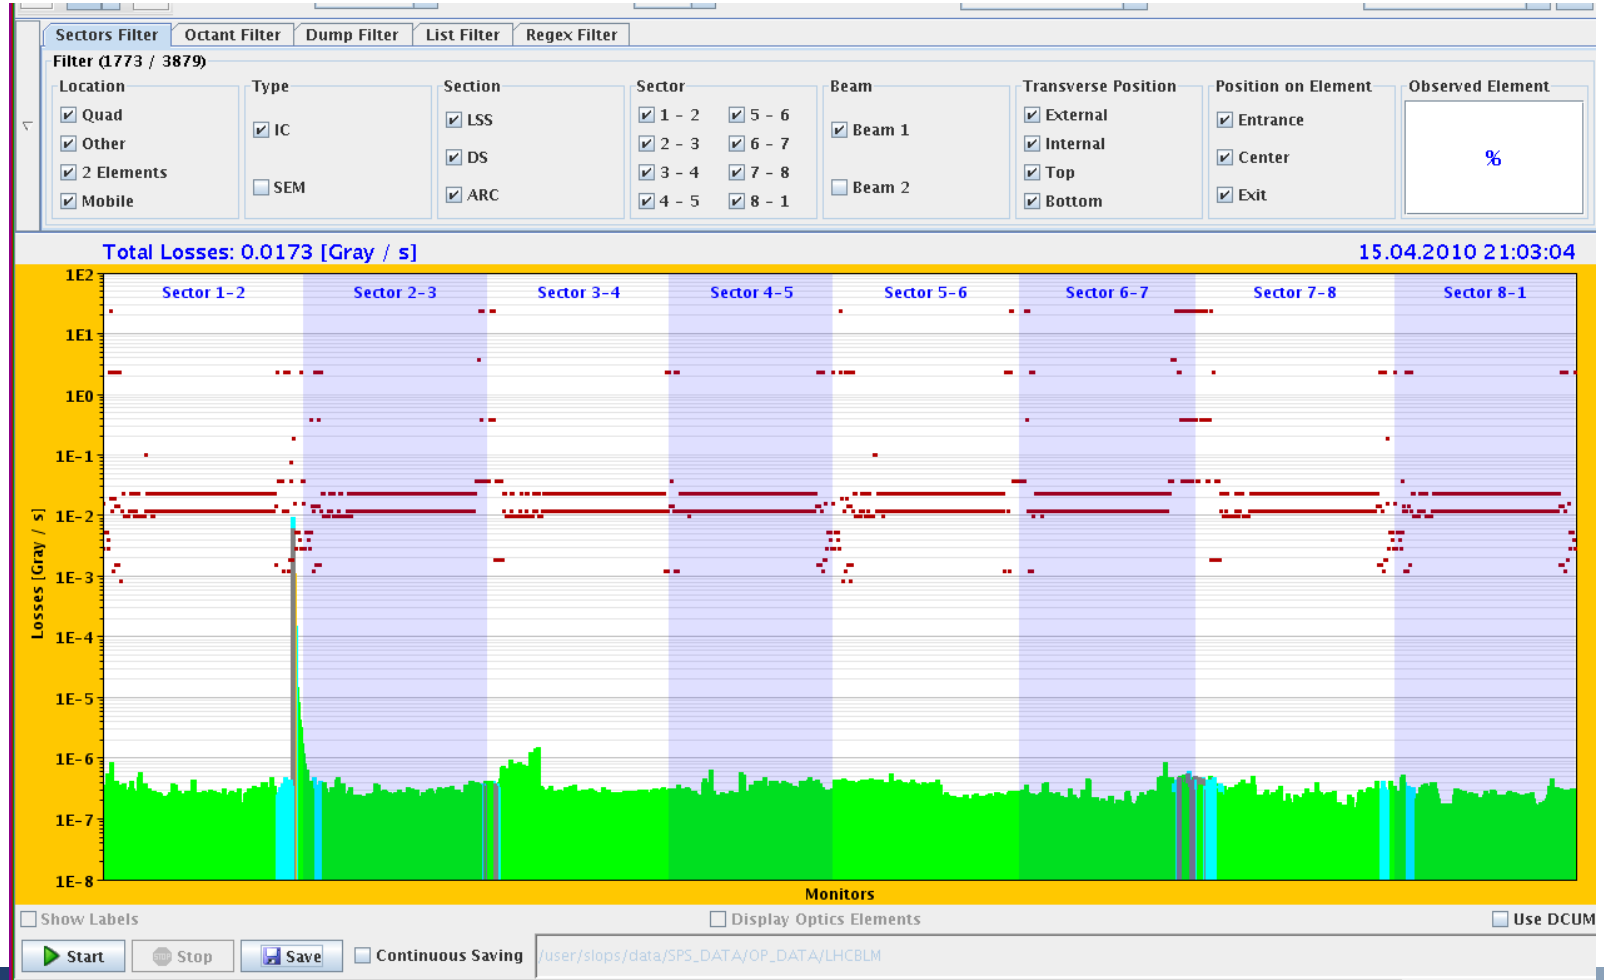 Sectors Filter Octant Filter Dump Filter List Filter Regex Filter
Filter (1773 / 3879)
Location Type Section Sector Beam Transverse Position Position on Element Observed Element
Quad IC LSS 1 - 2 5 - 6 Beam 1 External Entrance %
Other 2 - 3 6 - 7 Internal
2 Elements SEM DS 3 - 4 7 - 8 Beam 2 Top Center
Mobile ARC 4 - 5 8 - 1 Bottom Exit
Total Losses: 0.0173 [Gray / s] 15.04.2010 21:03:04
1E2
Sector 1-2 Sector 2-3 Sector 3-4 Sector 4-5 Sector 5-6 Sector 6-7 Sector 7-8 Sector 8-1
1E1
1E0
1E-1
1E-2
1E-3
1E-4
1E-5
1E-6
1E-7
1E-8
Losses [Gray / s]
Monitors
Show Labels Display Optics Elements Use DCUM
Start Stop Save Continuous Saving /user/slops/data/SPS_DATA/OP_DATA/LHCBLM